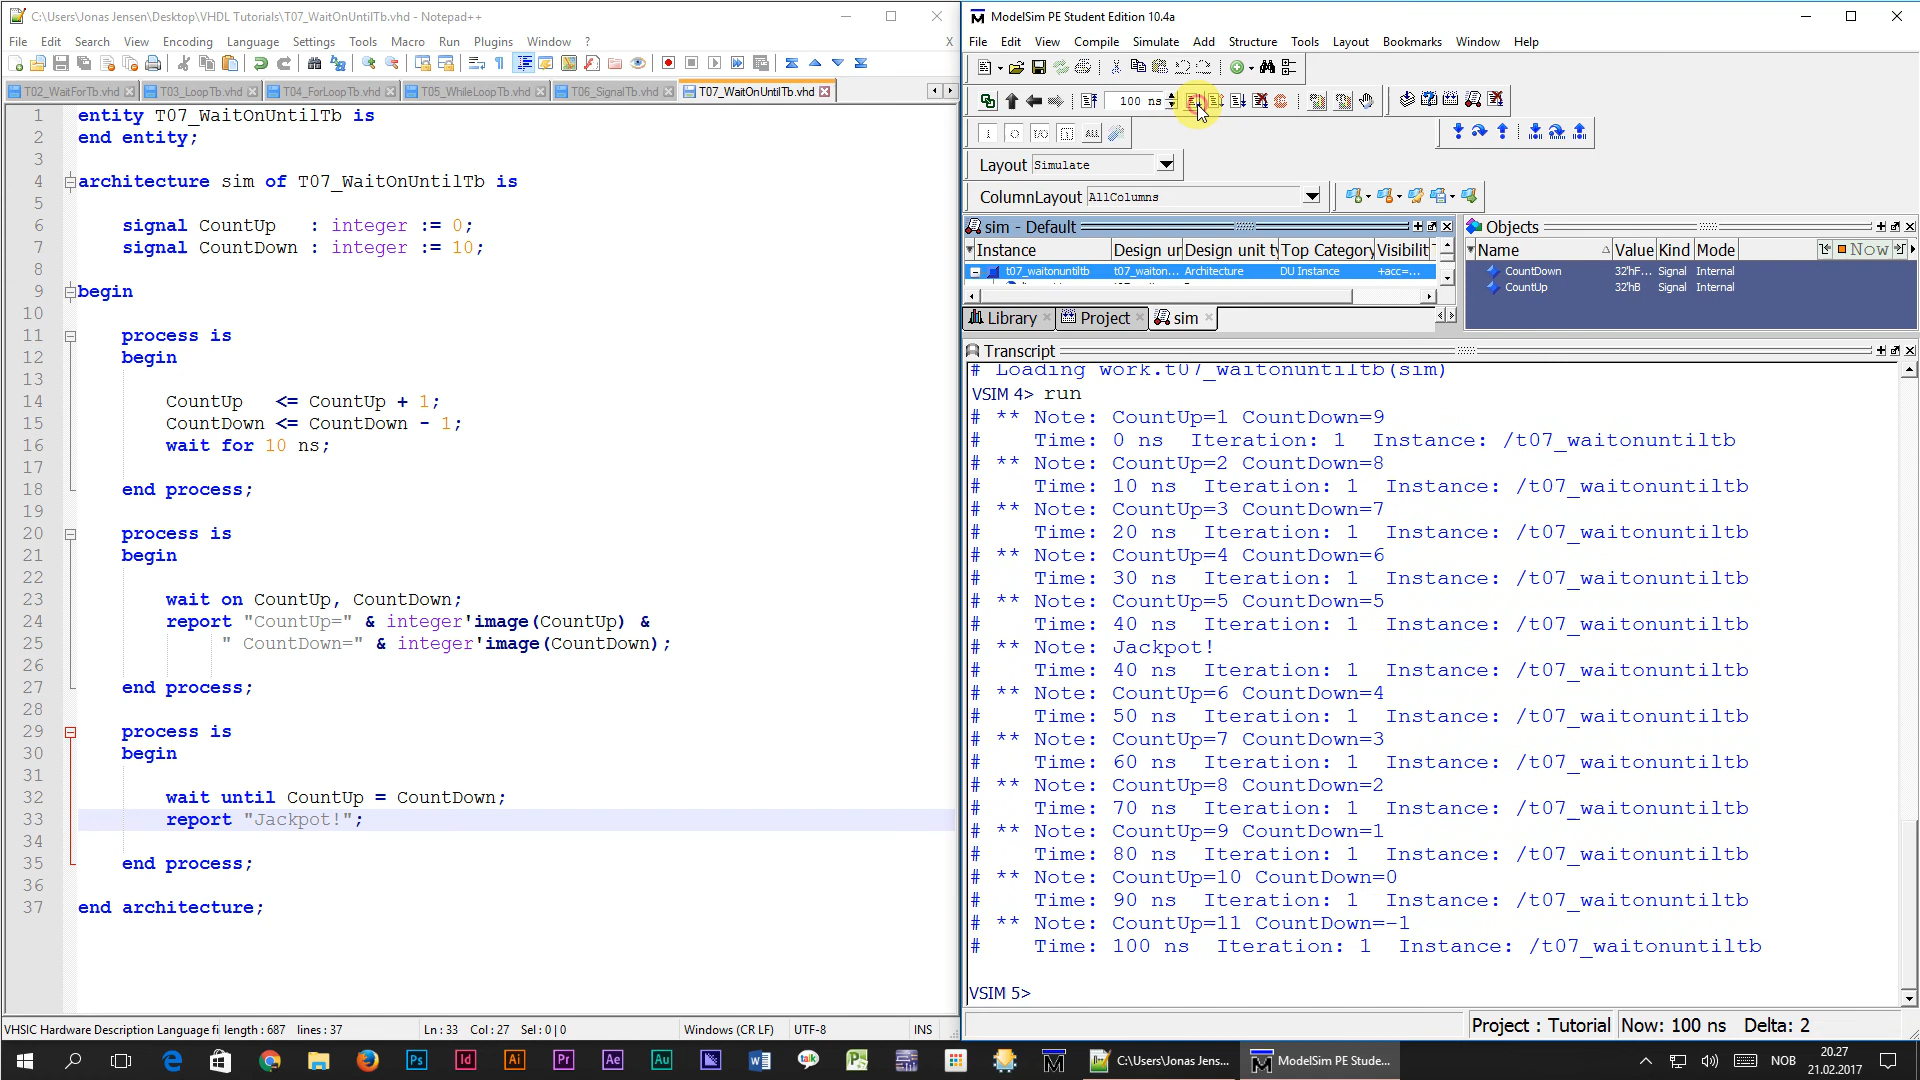 C:\Users\Jonas Jensen\Desktop\VHDL Tutorials\T07_WaitOnUntilTb.vhd - Notepad++
File Edit Search View Encoding Language Settings Tools Macro Run Plugins Window ? X
T02_WaitForTb.vhd T03_LoopTb.vhd T04_ForLoopTb.vhd T05_WhileLoopTb.vhd T06_SignalTb.vhd T07_WaitOnUntilTb.vhd
1 entity T07_WaitOnUntilTb is
2 end entity;
3
4 architecture sim of T07_WaitOnUntilTb is
5
6 signal CountUp   : integer := 0;
7 signal CountDown : integer := 10;
8
9 begin
10
11 process is
12 begin
13
14 CountUp   <= CountUp + 1;
15 CountDown <= CountDown - 1;
16 wait for 10 ns;
17
18 end process;
19
20 process is
21 begin
22
23 wait on CountUp, CountDown;
24 report "CountUp=" & integer'image(CountUp) &
25 " CountDown=" & integer'image(CountDown);
26
27 end process;
28
29 process is
30 begin
31
32 wait until CountUp = CountDown;
33 report "Jackpot!";
34
35 end process;
36
37 end architecture;
VHSIC Hardware Description Language fi length : 687 lines : 37 Ln : 33 Col : 27 Sel : 0 | 0 Windows (CR LF) UTF-8 INS
ModelSim PE Student Edition 10.4a
File Edit View Compile Simulate Add Structure Tools Layout Bookmarks Window Help
100 ns
ALL
Layout Simulate
ColumnLayout AllColumns
sim - Default
Instance Design ur Design unit ty Top Category Visibilit
t07_waitonuntiltb t07_waiton... Architecture DU Instance +acc=...
Library Project sim
Objects
Name Value Kind Mode Now
CountDown 32'hF... Signal Internal
CountUp 32'hB Signal Internal
Transcript
# Loading work.t07_waitonuntiltb(sim)
VSIM 4> run
# ** Note: CountUp=1 CountDown=9
#    Time: 0 ns  Iteration: 1  Instance: /t07_waitonuntiltb
# ** Note: CountUp=2 CountDown=8
#    Time: 10 ns  Iteration: 1  Instance: /t07_waitonuntiltb
# ** Note: CountUp=3 CountDown=7
#    Time: 20 ns  Iteration: 1  Instance: /t07_waitonuntiltb
# ** Note: CountUp=4 CountDown=6
#    Time: 30 ns  Iteration: 1  Instance: /t07_waitonuntiltb
# ** Note: CountUp=5 CountDown=5
#    Time: 40 ns  Iteration: 1  Instance: /t07_waitonuntiltb
# ** Note: Jackpot!
#    Time: 40 ns  Iteration: 1  Instance: /t07_waitonuntiltb
# ** Note: CountUp=6 CountDown=4
#    Time: 50 ns  Iteration: 1  Instance: /t07_waitonuntiltb
# ** Note: CountUp=7 CountDown=3
#    Time: 60 ns  Iteration: 1  Instance: /t07_waitonuntiltb
# ** Note: CountUp=8 CountDown=2
#    Time: 70 ns  Iteration: 1  Instance: /t07_waitonuntiltb
# ** Note: CountUp=9 CountDown=1
#    Time: 80 ns  Iteration: 1  Instance: /t07_waitonuntiltb
# ** Note: CountUp=10 CountDown=0
#    Time: 90 ns  Iteration: 1  Instance: /t07_waitonuntiltb
# ** Note: CountUp=11 CountDown=-1
#    Time: 100 ns  Iteration: 1  Instance: /t07_waitonuntiltb
VSIM 5>
Project : Tutorial Now: 100 ns Delta: 2
Ps Id Ai Pr Ae Au talk C:\Users\Jonas Jens... ModelSim PE Stude... NOB 20.27
21.02.2017